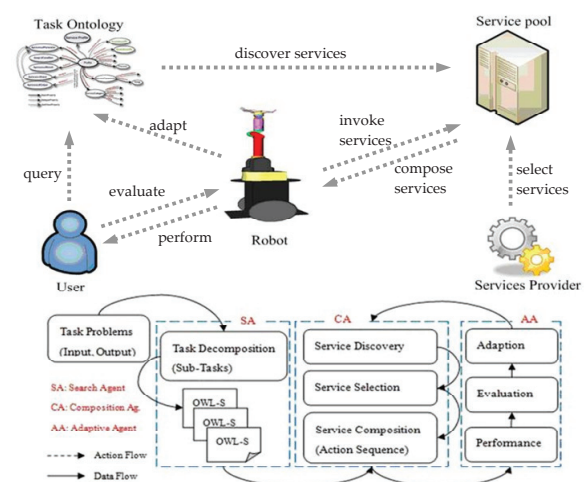 Task Ontology
Service pool
discover services
adapt
invoke
services
compose
services
query
evaluate
select
services
perform
Robot
User
Services Provider
SA
CA
AA
Task Problems
(Input, Output)
Task Decomposition
(Sub-Tasks)
Service Discovery
Adaption
SA: Search Agent
CA: Composition Ag.
AA: Adaptive Agent
OWL-S
OWL-S
OWL-S
Service Selection
Evaluation
Service Composition
(Action Sequence)
Performance
Action Flow
Data Flow